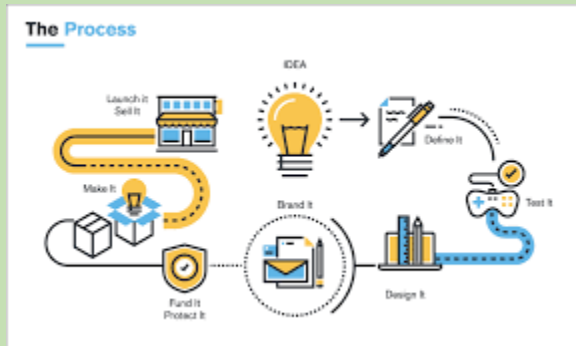 The Process
IDEA
Define It
Test It
Design It
Brand It
Fund It
Protect It
Make It
Launch it
Sell It